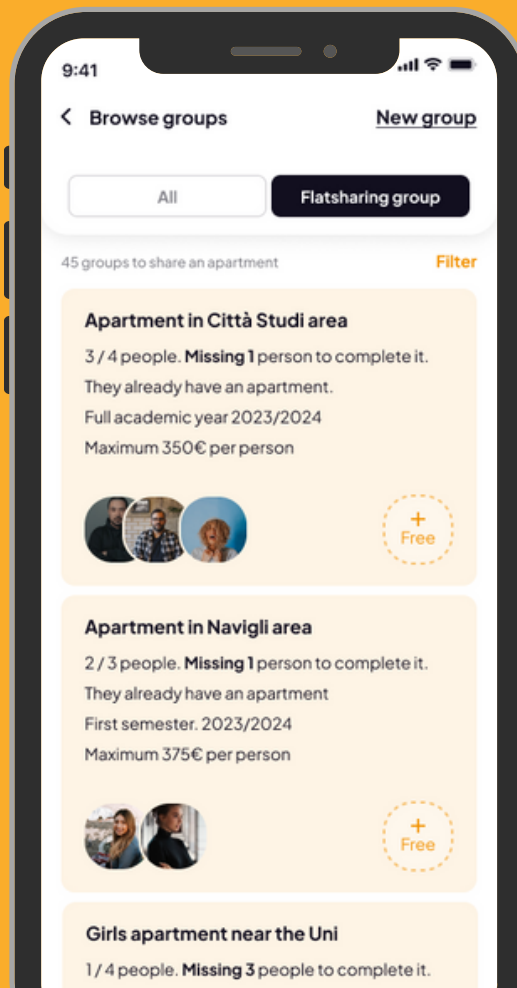 9:41
Browse groups
New group
All
Flatsharing group
45 groups to share an apartment
Filter
Apartment in Città Studi area
3 / 4 people. Missing 1 person to complete it.
They already have an apartment.
Full academic year 2023/2024
Maximum 350€ per person
+
Free
Apartment in Navigli area
2 / 3 people. Missing 1 person to complete it.
They already have an apartment
First semester. 2023/2024
Maximum 375€ per person
+
Free
Girls apartment near the Uni
1 / 4 people. Missing 3 people to complete it.